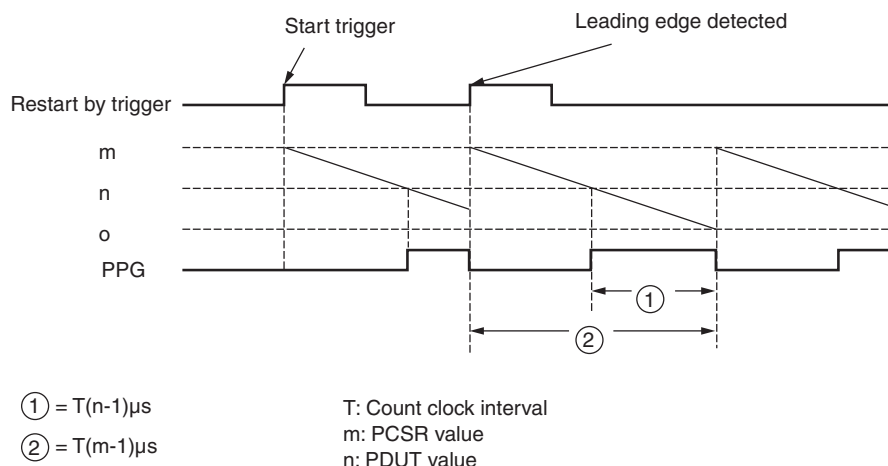 Start trigger
Leading edge detected
Restart by trigger
m
n
o
PPG
1
2
1 = T(n-1)µs
2 = T(m-1)µs
T: Count clock interval
m: PCSR value
n: PDUT value